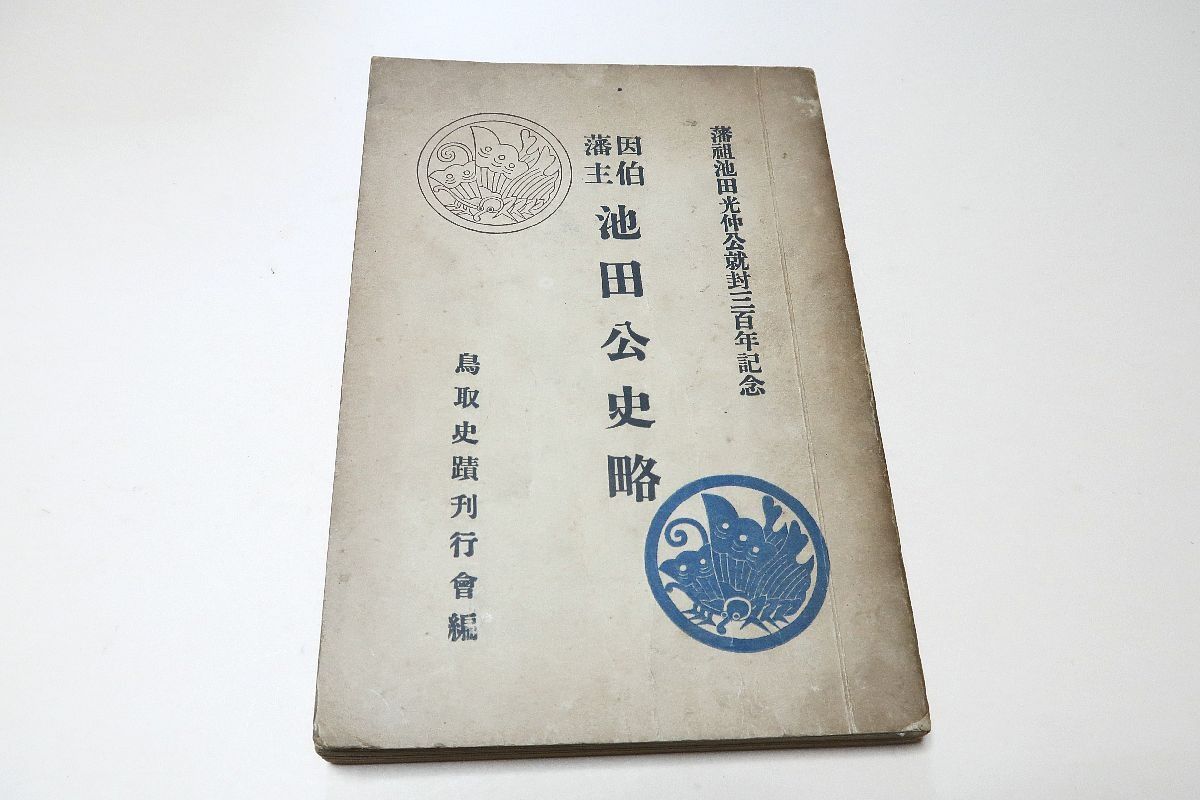 藩祖池田光仲公就封三百年記念
因伯藩主 池田公史略
鳥取史蹟刊行會編